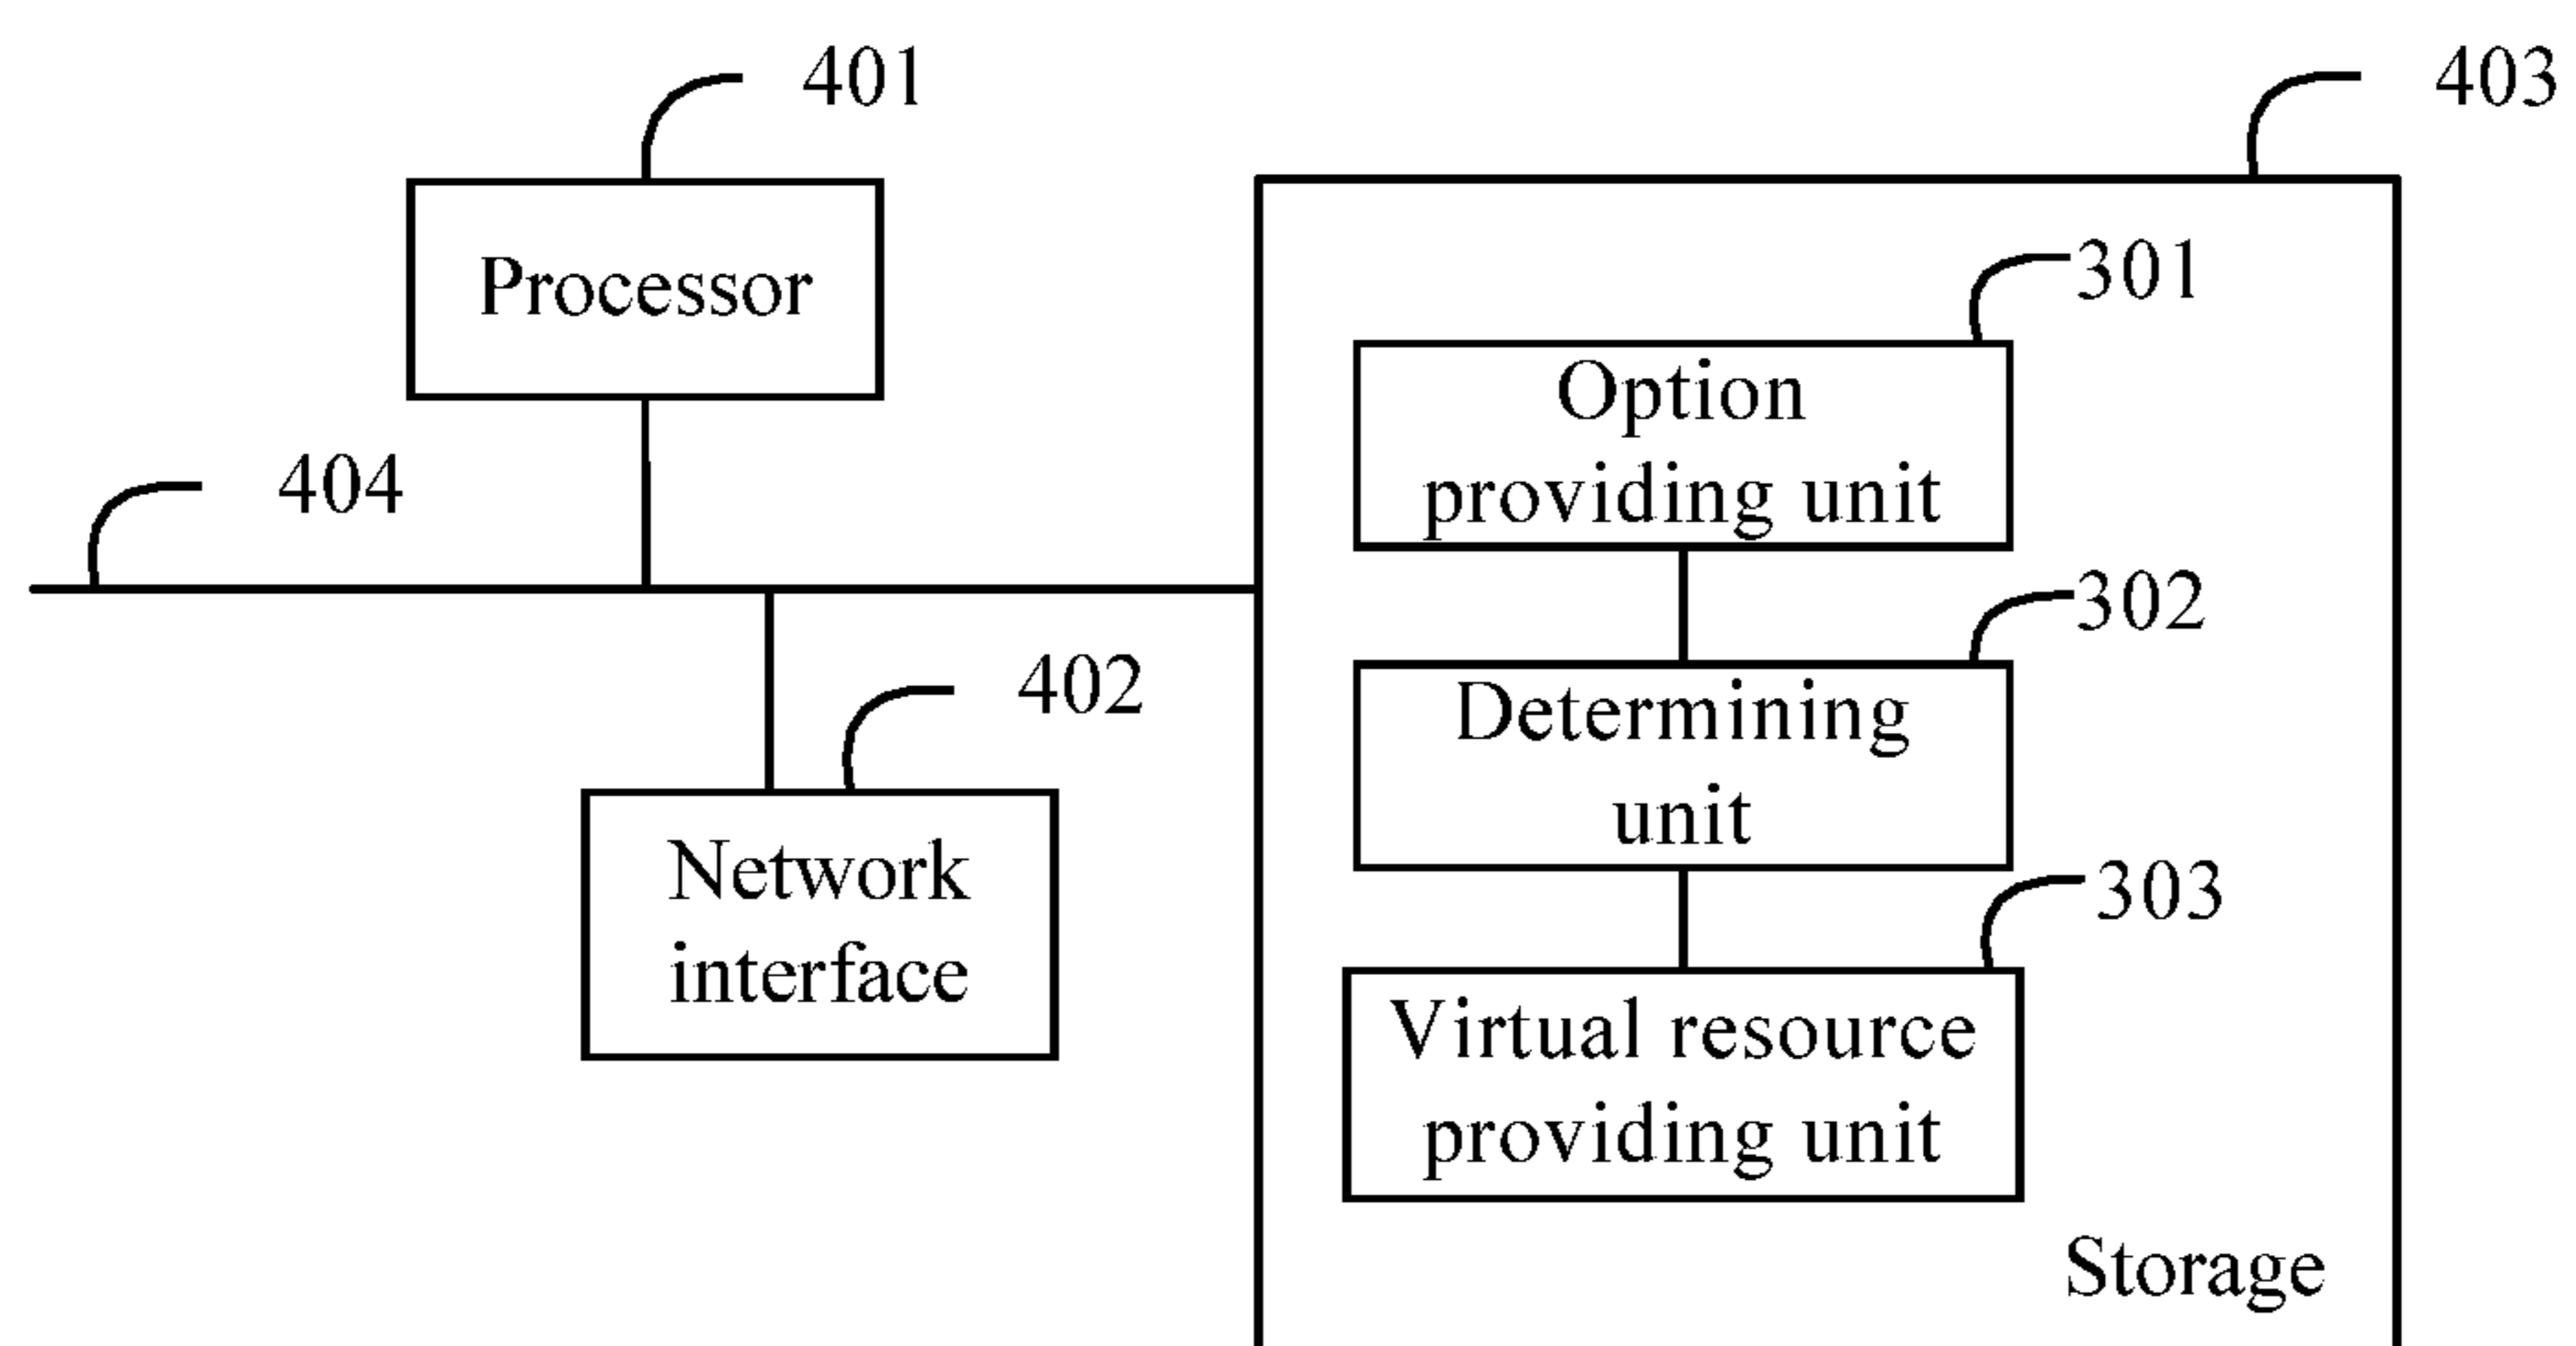 401
403
Processor
301
Option
providing unit
404
302
402
Determining
unit
Network
interface
303
Virtual resource
providing unit
Storage